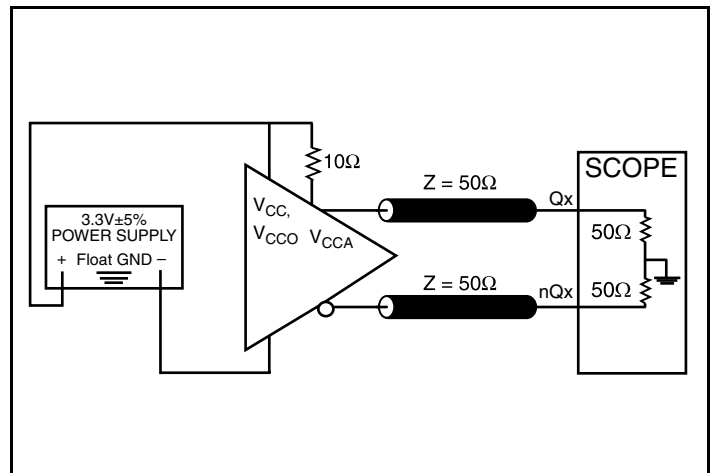 10Ω
Z = 50Ω
Qx
SCOPE
V_CC,
V_CCO V_CCA
50Ω
3.3V±5%
POWER SUPPLY
+ Float GND –
Z = 50Ω
nQx
50Ω